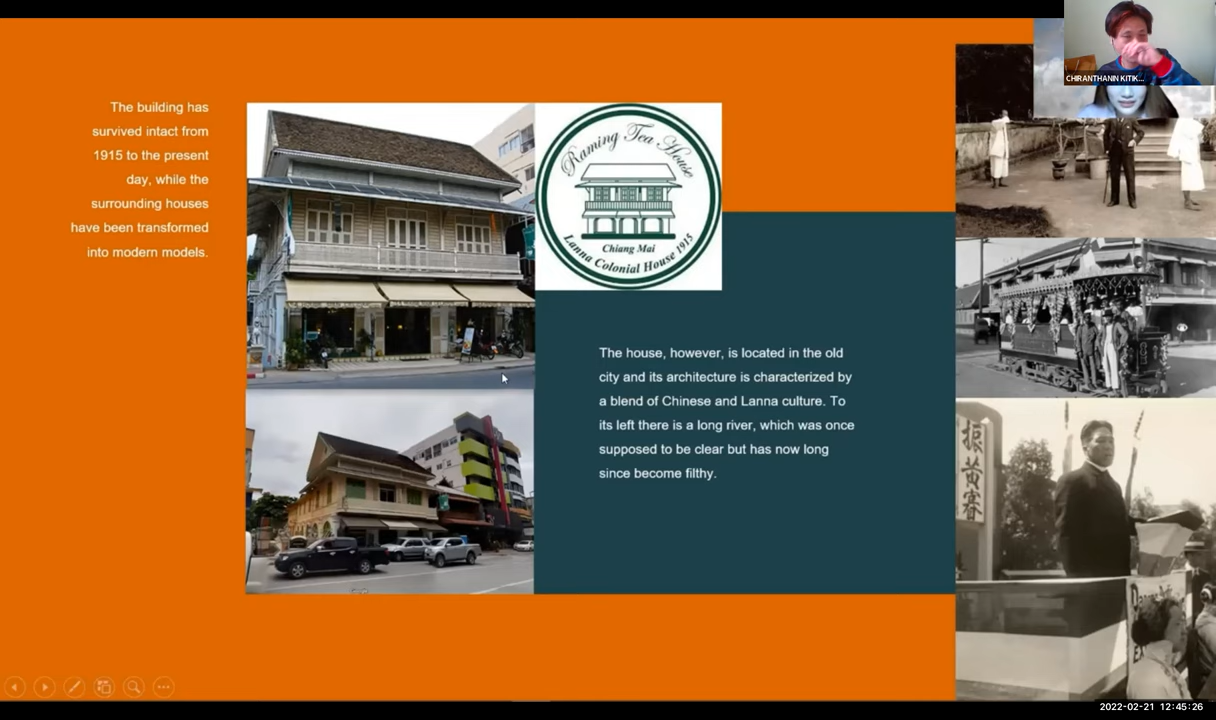 The building has
survived intact from
1915 to the present
day, while the
surrounding houses
have been transformed
into modern models.
Raming Tea House
Chiang Mai
Lanna Colonial House 1915
The house, however, is located in the old
city and its architecture is characterized by
a blend of Chinese and Lanna culture. To
its left there is a long river, which was once
supposed to be clear but has now long
since become filthy.
CHIRANTHANIN KITIK...
2022-02-21 12:45:26